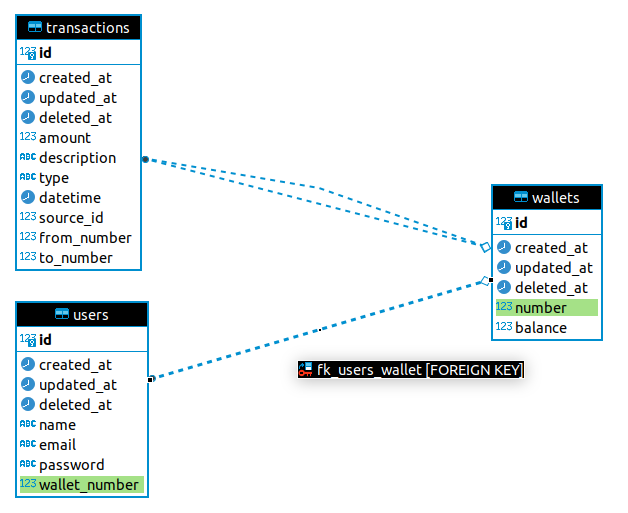 transactions
123 id
created_at
updated_at
deleted_at
123 amount
ABC description
ABC type
datetime
123 source_id
123 from_number
123 to_number
wallets
123 id
created_at
updated_at
deleted_at
123 number
123 balance
users
123 id
created_at
updated_at
deleted_at
ABC name
ABC email
ABC password
123 wallet_number
fk_users_wallet [FOREIGN KEY]